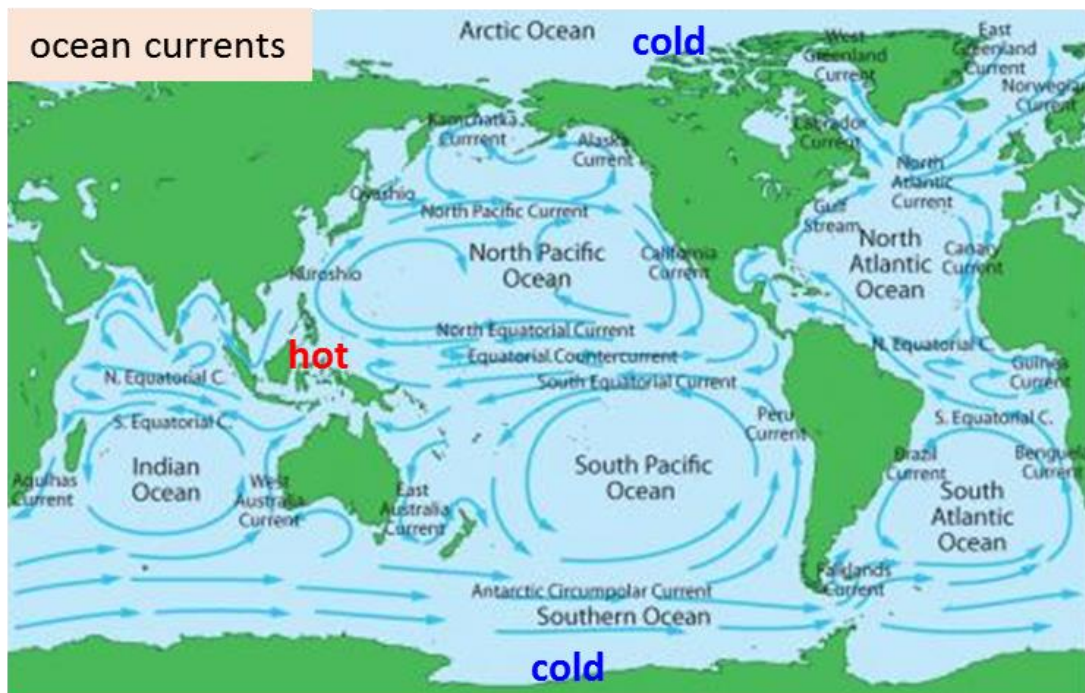 ocean currents
Arctic Ocean
cold
West
Greenland
Current
East
Greenland
Current
Norwegian
Current
Kamchatka
Currrent
Alaska
Current
Labrador
Current
Oyashio
North Pacific Current
North
Atlantic
Current
Gulf
Stream
Kuroshio
North Pacific
Ocean
California
Current
North
Atlantic
Ocean
Canary
Current
hot
North Equatorial Current
Equatorial Countercurrent
South Equatorial Current
N. Equatorial C.
Guinea
Current
N. Equatorial C.
S. Equatorial C.
Peru
Current
S. Equatorial C.
Indian
Ocean
Agulhas
Current
West
Australia
Current
East
Australia
Current
South Pacific
Ocean
Brazil
Current
Benguela
Current
South
Atlantic
Ocean
Antarctic Circumpolar Current
Southern Ocean
Falklands
Current
cold